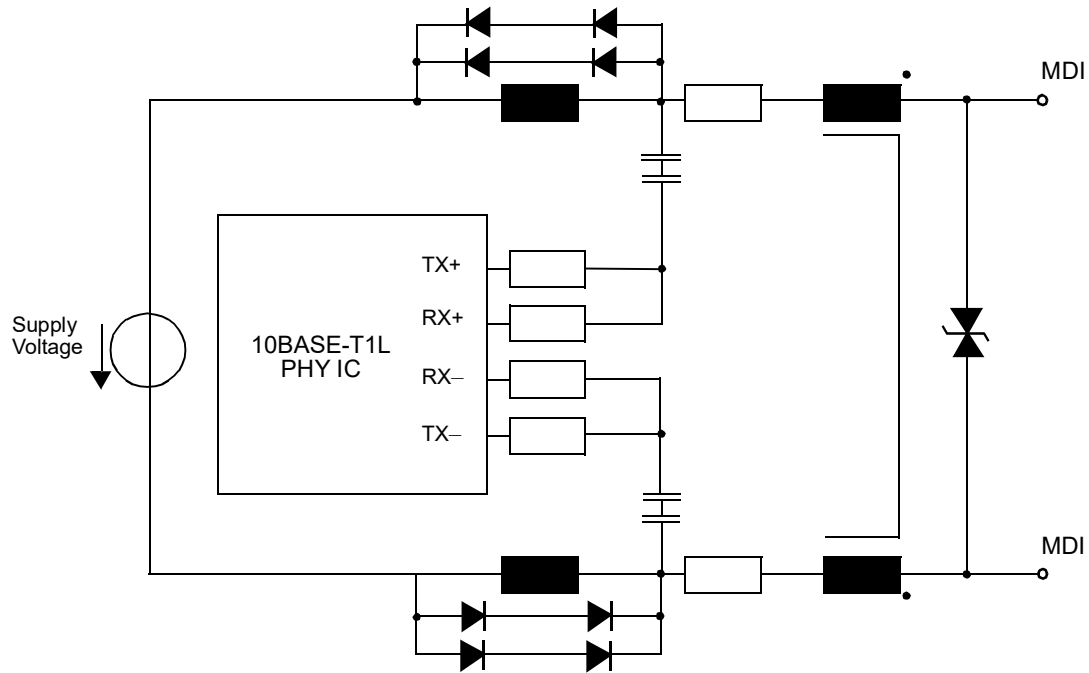 MDI
TX+
RX+
Supply
Voltage
10BASE-T1L
PHY IC
RX–
TX–
MDI